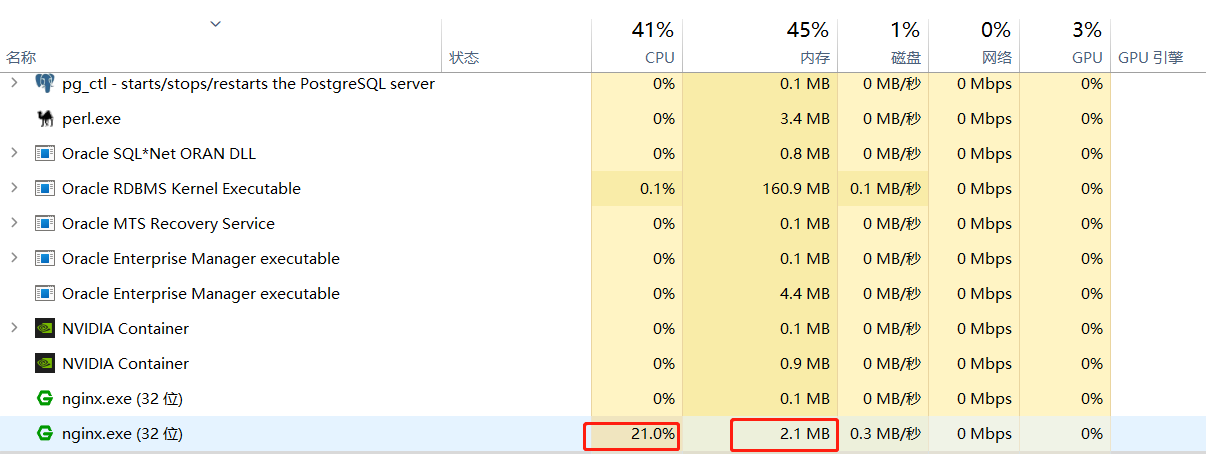 41% 45% 1% 0% 3%
名称 状态 CPU 内存 磁盘 网络 GPU GPU 引擎
pg_ctl - starts/stops/restarts the PostgreSQL server 0% 0.1 MB 0 MB/秒 0 Mbps 0%
perl.exe 0% 3.4 MB 0 MB/秒 0 Mbps 0%
Oracle SQL*Net ORAN DLL 0% 0.8 MB 0 MB/秒 0 Mbps 0%
Oracle RDBMS Kernel Executable 0.1% 160.9 MB 0.1 MB/秒 0 Mbps 0%
Oracle MTS Recovery Service 0% 0.1 MB 0 MB/秒 0 Mbps 0%
Oracle Enterprise Manager executable 0% 0.1 MB 0 MB/秒 0 Mbps 0%
Oracle Enterprise Manager executable 0% 4.4 MB 0 MB/秒 0 Mbps 0%
NVIDIA Container 0% 0.1 MB 0 MB/秒 0 Mbps 0%
NVIDIA Container 0% 0.9 MB 0 MB/秒 0 Mbps 0%
nginx.exe (32 位) 0% 0.1 MB 0 MB/秒 0 Mbps 0%
nginx.exe (32 位) 21.0% 2.1 MB 0.3 MB/秒 0 Mbps 0%